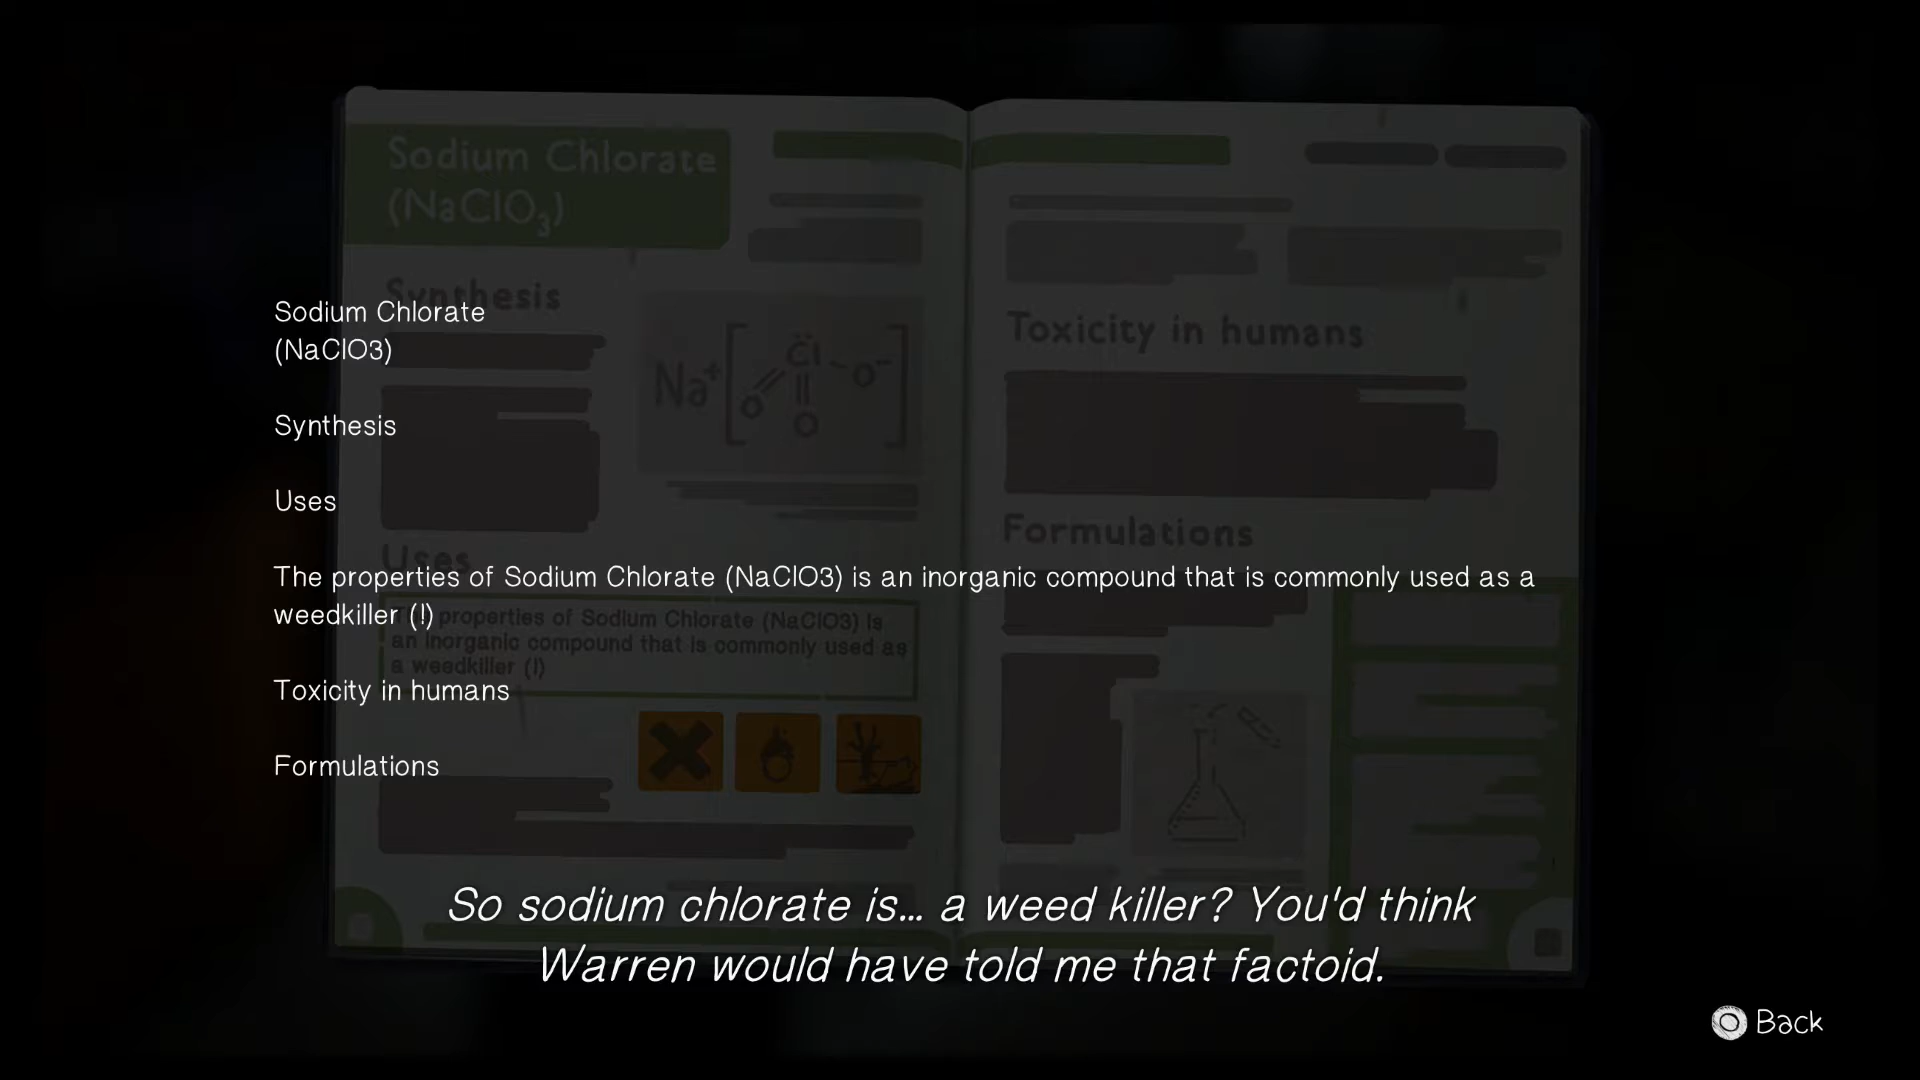 Sodium Chlorate
(NaClO3)
Synthesis
Uses
The properties of Sodium Chlorate (NaClO3) is an inorganic compound that is commonly used as a
weedkiller (!)
Toxicity in humans
Formulations
Sodium Chlorate
(NaClO₃)
Synthesis
Na⁺
Cl
O⁻
O
O
Uses
properties of Sodium Chlorate (NaClO3) is
an inorganic compound that is commonly used as
a weedkiller (!)
Toxicity in humans
Formulations
So sodium chlorate is... a weed killer? You'd think
Warren would have told me that factoid.
Back